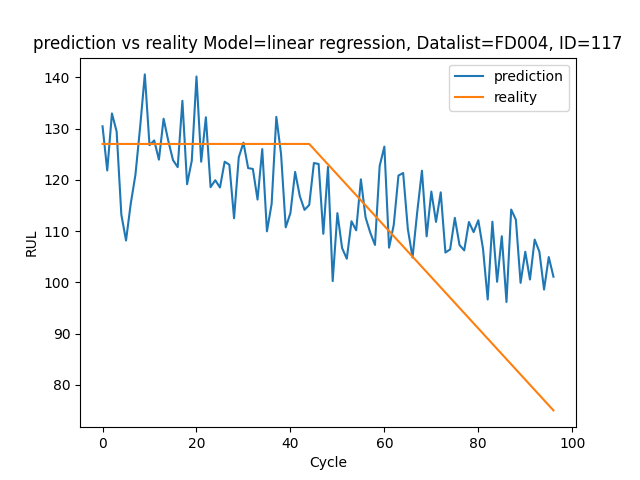 prediction vs reality Model=linear regression, Datalist=FD004, ID=117
prediction
reality
140
130
120
110
100
90
80
RUL
0 20 40 60 80 100
Cycle